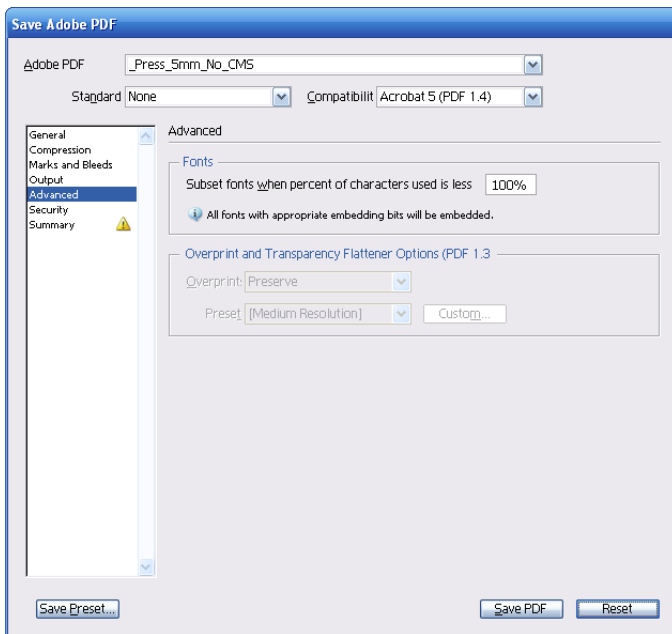 Save Adobe PDF
Adobe PDF _Press_5mm_No_CMS
Standard None Compatibilit Acrobat 5 (PDF 1.4)
General
Compression
Marks and Bleeds
Output
Advanced
Security
Summary
Advanced
Fonts
Subset fonts when percent of characters used is less 100%
All fonts with appropriate embedding bits will be embedded.
Overprint and Transparency Flattener Options (PDF 1.3
Overprint: Preserve
Preset [Medium Resolution] Custom...
Save Preset... Save PDF Reset